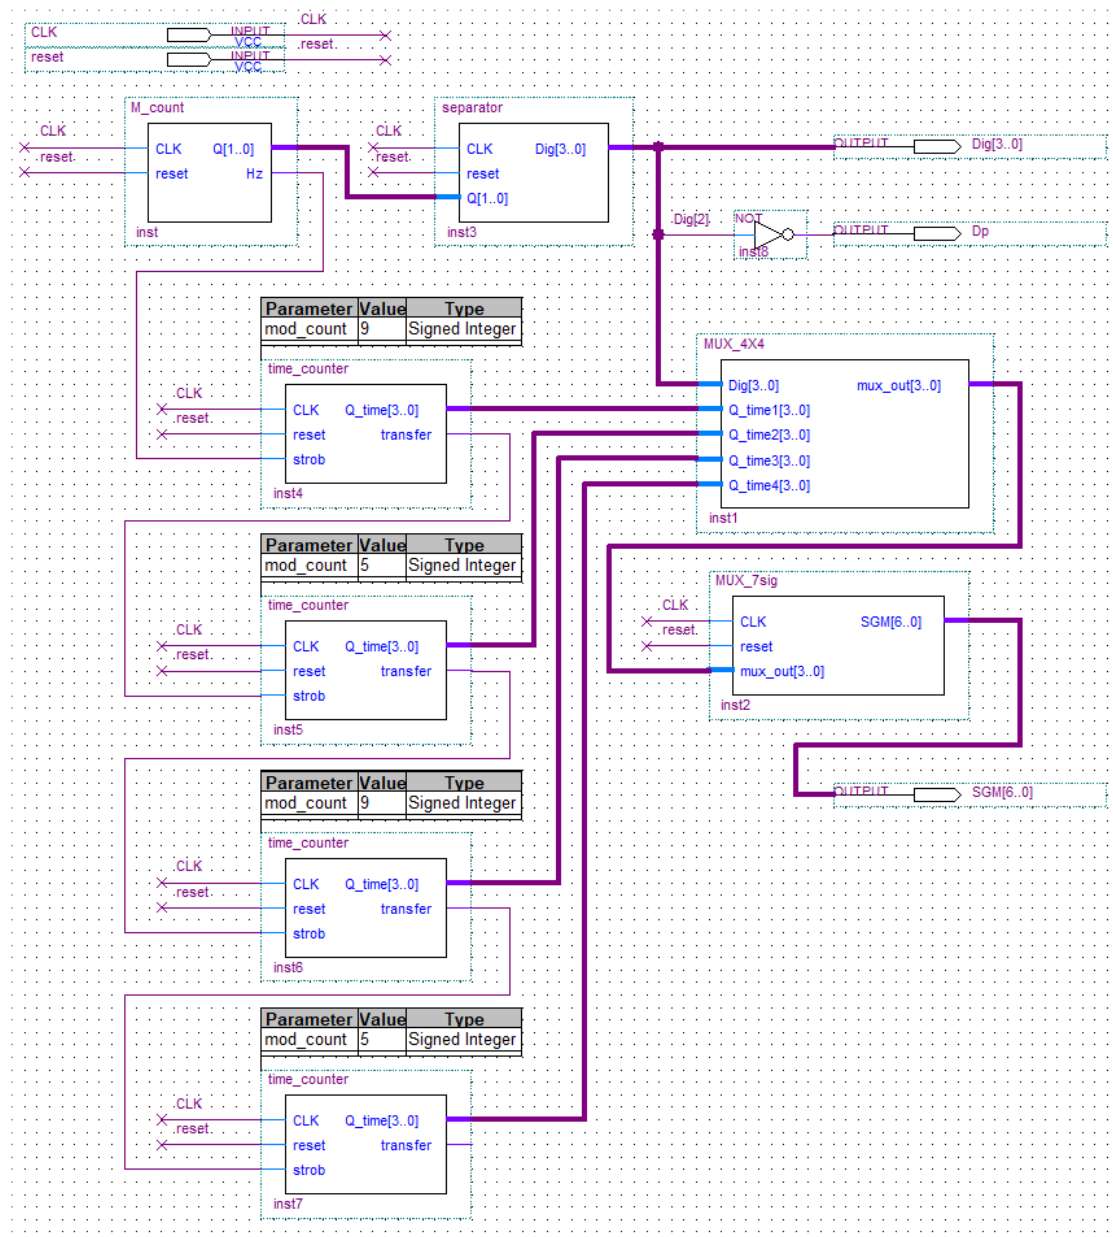 CLK INPUT VCC CLK
reset INPUT VCC reset
M_count
CLK
reset
CLK Q[1..0]
reset Hz
inst
separator
CLK
reset
CLK Dig[3..0]
reset
Q[1..0]
inst3
OUTPUT Dig[3..0]
Dig[2] NOT
inst8
OUTPUT Dp
Parameter Value Type
mod_count 9 Signed Integer
time_counter
CLK
reset
CLK Q_time[3..0]
reset transfer
strob
inst4
MUX_4X4
Dig[3..0] mux_out[3..0]
Q_time1[3..0]
Q_time2[3..0]
Q_time3[3..0]
Q_time4[3..0]
inst1
Parameter Value Type
mod_count 5 Signed Integer
time_counter
CLK
reset
CLK Q_time[3..0]
reset transfer
strob
inst5
MUX_7sig
CLK
reset
CLK SGM[6..0]
reset
mux_out[3..0]
inst2
OUTPUT SGM[6..0]
Parameter Value Type
mod_count 9 Signed Integer
time_counter
CLK
reset
CLK Q_time[3..0]
reset transfer
strob
inst6
Parameter Value Type
mod_count 5 Signed Integer
time_counter
CLK
reset
CLK Q_time[3..0]
reset transfer
strob
inst7